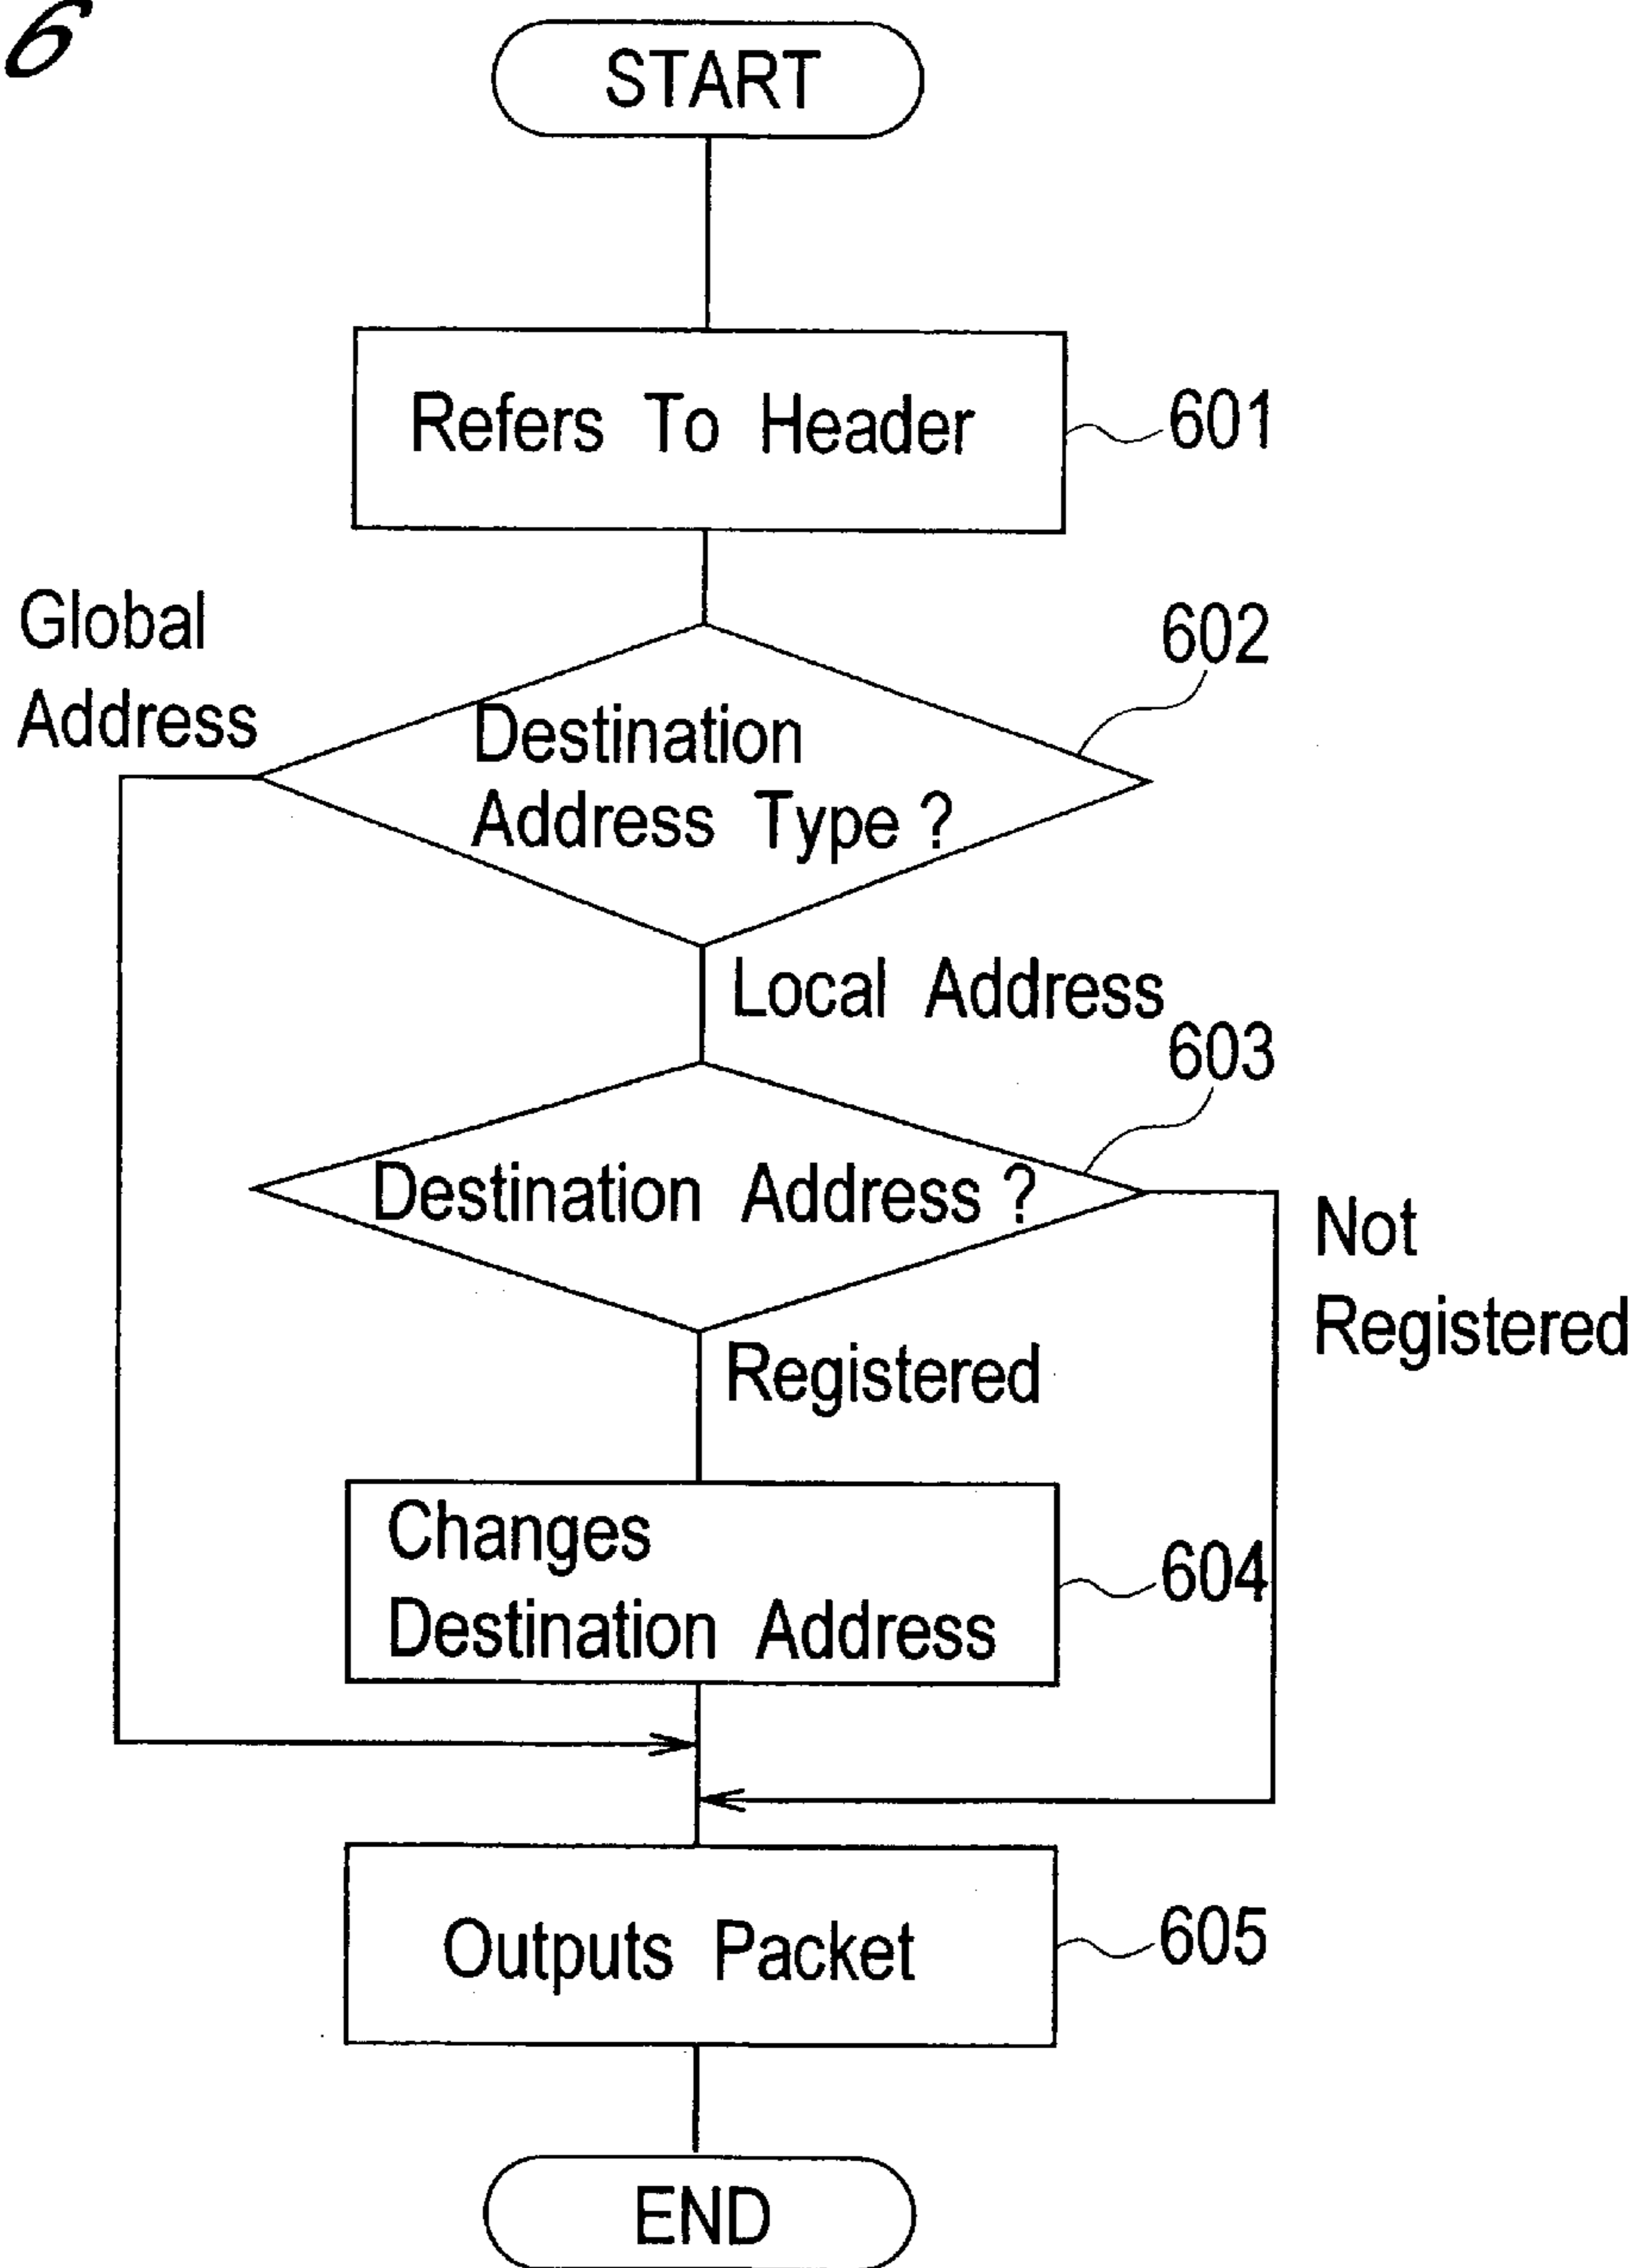 6
START
Refers To Header
601
Global
Address
602
Destination
Address Type ?
Local Address
603
Destination Address ?
Not
Registered
Registered
Changes
Destination Address
604
Outputs Packet
605
END